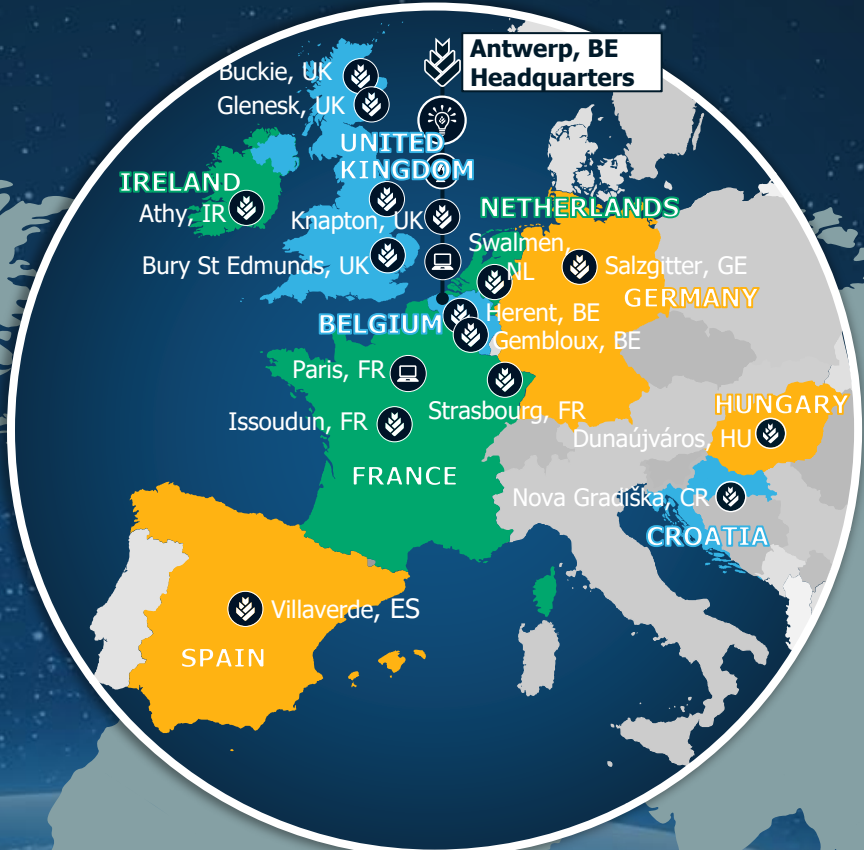 Antwerp, BE
Headquarters
Buckie, UK
Glenesk, UK
UNITED
KINGDOM
IRELAND
Athy, IR
Knapton, UK
NETHERLANDS
Swalmen,
NL
Bury St Edmunds, UK
Salzgitter, GE
GERMANY
BELGIUM
Herent, BE
Gembloux, BE
Paris, FR
Strasbourg, FR
Issoudun, FR
HUNGARY
Dunaújváros, HU
FRANCE
Nova Gradiška, CR
CROATIA
Villaverde, ES
SPAIN